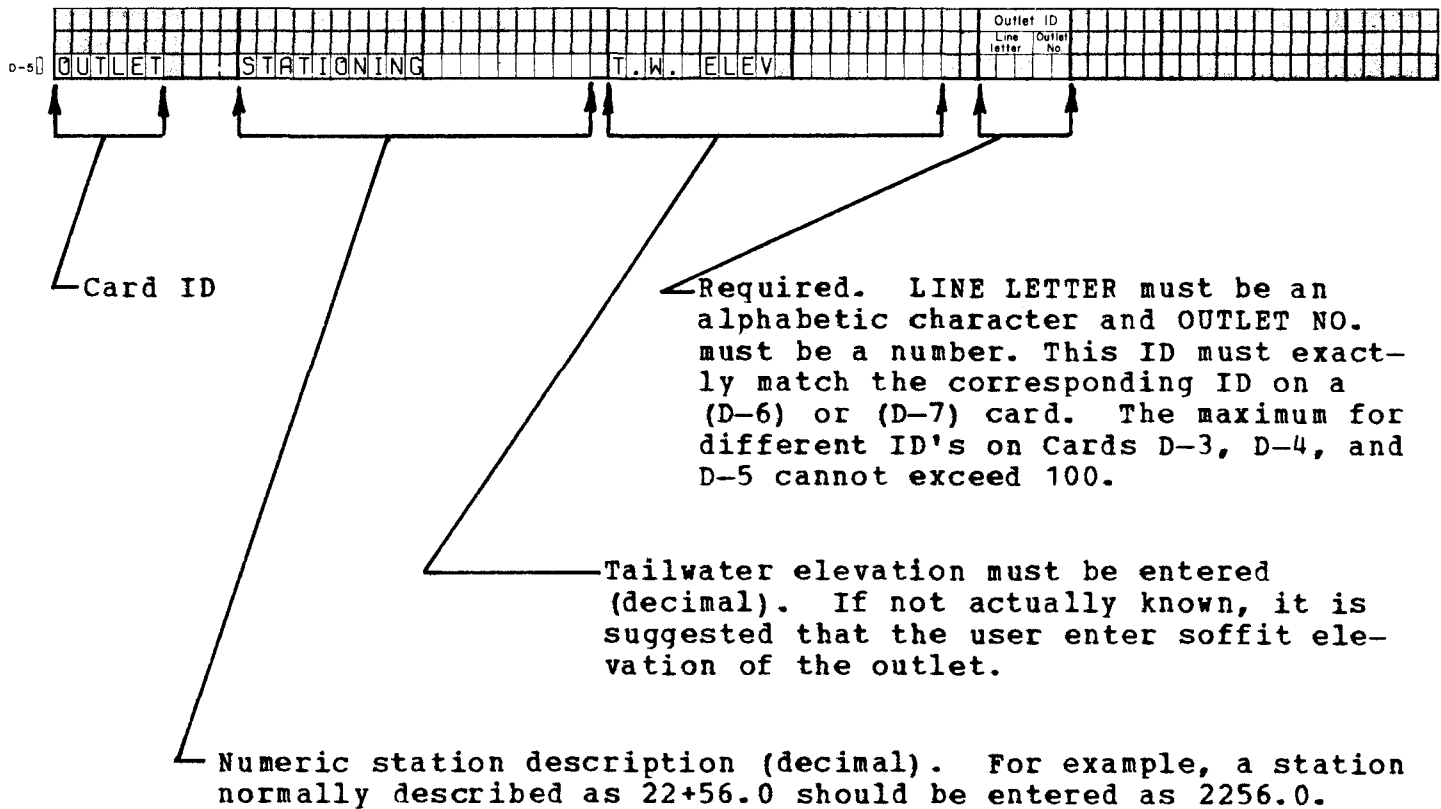 Outlet ID
Line letter Outlet No.
D-5 OUTLET STATIONING T.W. ELEV
Card ID
Required. LINE LETTER must be an
alphabetic character and OUTLET NO.
must be a number. This ID must exact-
ly match the corresponding ID on a
(D-6) or (D-7) card. The maximum for
different ID's on Cards D-3, D-4, and
D-5 cannot exceed 100.
Tailwater elevation must be entered
(decimal). If not actually known, it is
suggested that the user enter soffit ele-
vation of the outlet.
Numeric station description (decimal). For example, a station
normally described as 22+56.0 should be entered as 2256.0.